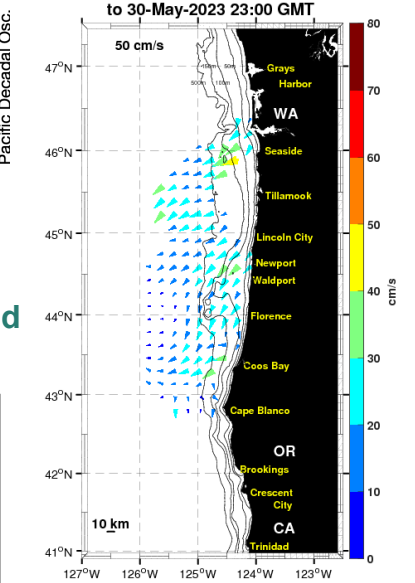 to 30-May-2023 23:00 GMT
Pacific Decadal Osc.
d
50 cm/s
47°N
46°N
45°N
44°N
43°N
42°N
41°N
127°W
126°W
125°W
124°W
123°W
50m
500m
Grays
Harbor
WA
Seaside
Tillamook
Lincoln City
Newport
Waldport
Florence
Coos Bay
Cape Blanco
OR
Brookings
Crescent
City
CA
Trinidad
10 km
80
70
60
50
40
30
20
10
0
cm/s